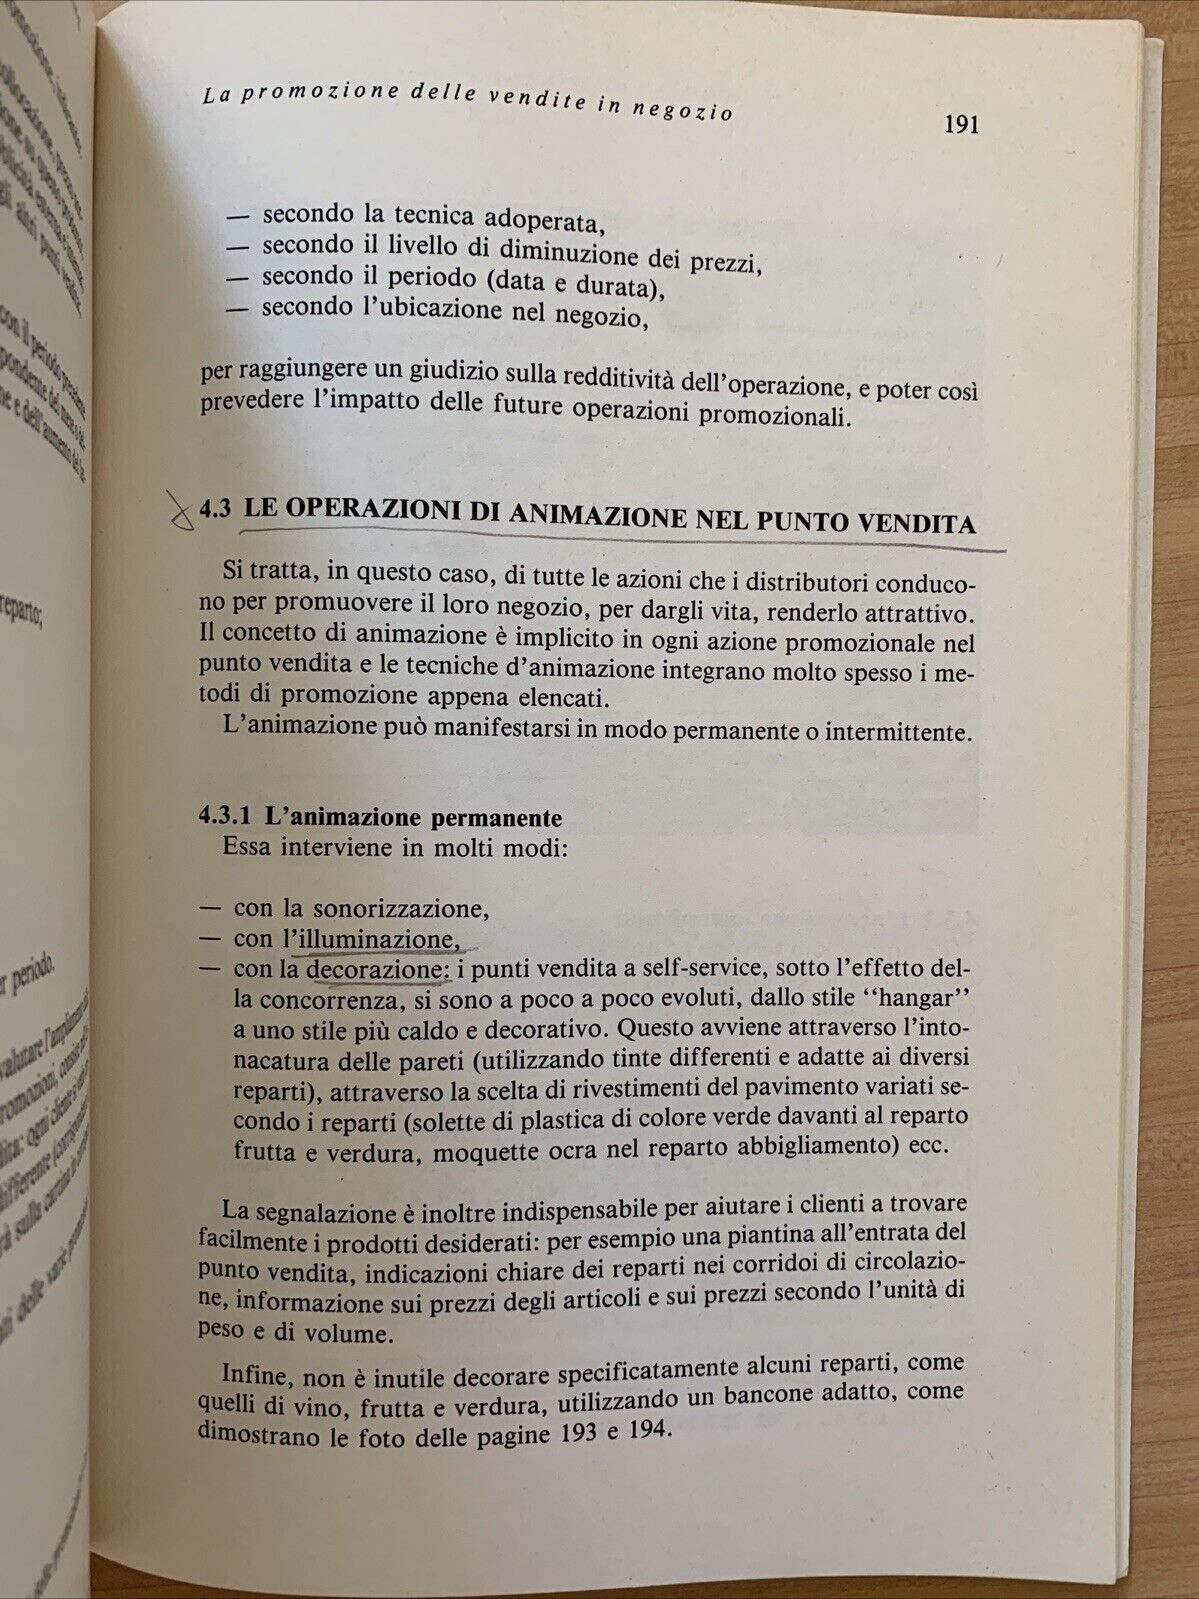 La promozione delle vendite in negozio
191
— secondo la tecnica adoperata,
— secondo il livello di diminuzione dei prezzi,
— secondo il periodo (data e durata),
— secondo l'ubicazione nel negozio,
per raggiungere un giudizio sulla redditività dell'operazione, e poter così
prevedere l'impatto delle future operazioni promozionali.
4.3 LE OPERAZIONI DI ANIMAZIONE NEL PUNTO VENDITA
Si tratta, in questo caso, di tutte le azioni che i distributori conduco-
no per promuovere il loro negozio, per dargli vita, renderlo attrattivo.
Il concetto di animazione è implicito in ogni azione promozionale nel
punto vendita e le tecniche d'animazione integrano molto spesso i me-
todi di promozione appena elencati.
L'animazione può manifestarsi in modo permanente o intermittente.
4.3.1 L'animazione permanente
Essa interviene in molti modi:
— con la sonorizzazione,
— con l'illuminazione,
— con la decorazione: i punti vendita a self-service, sotto l'effetto del-
la concorrenza, si sono a poco a poco evoluti, dallo stile “hangar”
a uno stile più caldo e decorativo. Questo avviene attraverso l'into-
nacatura delle pareti (utilizzando tinte differenti e adatte ai diversi
reparti), attraverso la scelta di rivestimenti del pavimento variati se-
condo i reparti (solette di plastica di colore verde davanti al reparto
frutta e verdura, moquette ocra nel reparto abbigliamento) ecc.
La segnalazione è inoltre indispensabile per aiutare i clienti a trovare
facilmente i prodotti desiderati: per esempio una piantina all'entrata del
punto vendita, indicazioni chiare dei reparti nei corridoi di circolazio-
ne, informazione sui prezzi degli articoli e sui prezzi secondo l'unità di
peso e di volume.
Infine, non è inutile decorare specificatamente alcuni reparti, come
quelli di vino, frutta e verdura, utilizzando un bancone adatto, come
dimostrano le foto delle pagine 193 e 194.